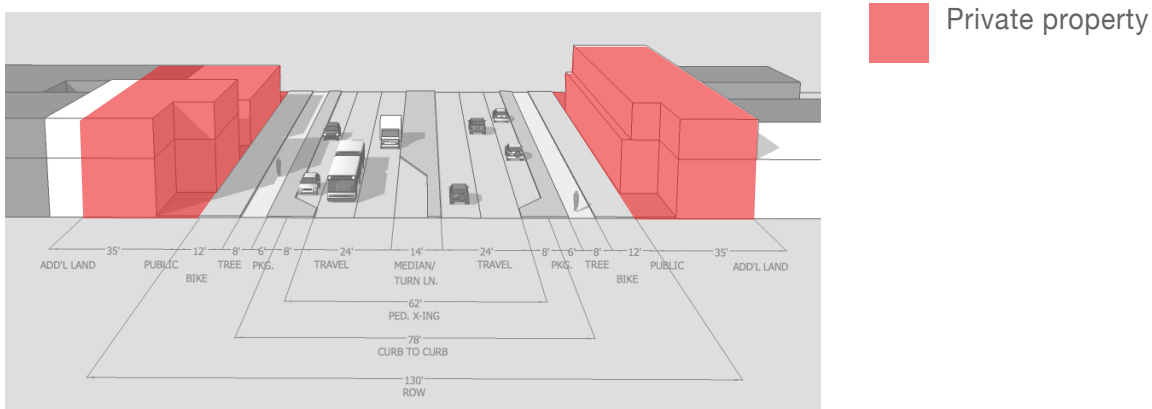 Private property
35' 12' 8' 6' 8' 24' 14' 24' 8' 6' 8' 12' 35'
ADD'L LAND PUBLIC TREE PKG. TRAVEL MEDIAN/ TRAVEL PKG. TREE PUBLIC ADD'L LAND
BIKE TURN LN. BIKE
62'
PED. X-ING
78'
CURB TO CURB
130'
ROW